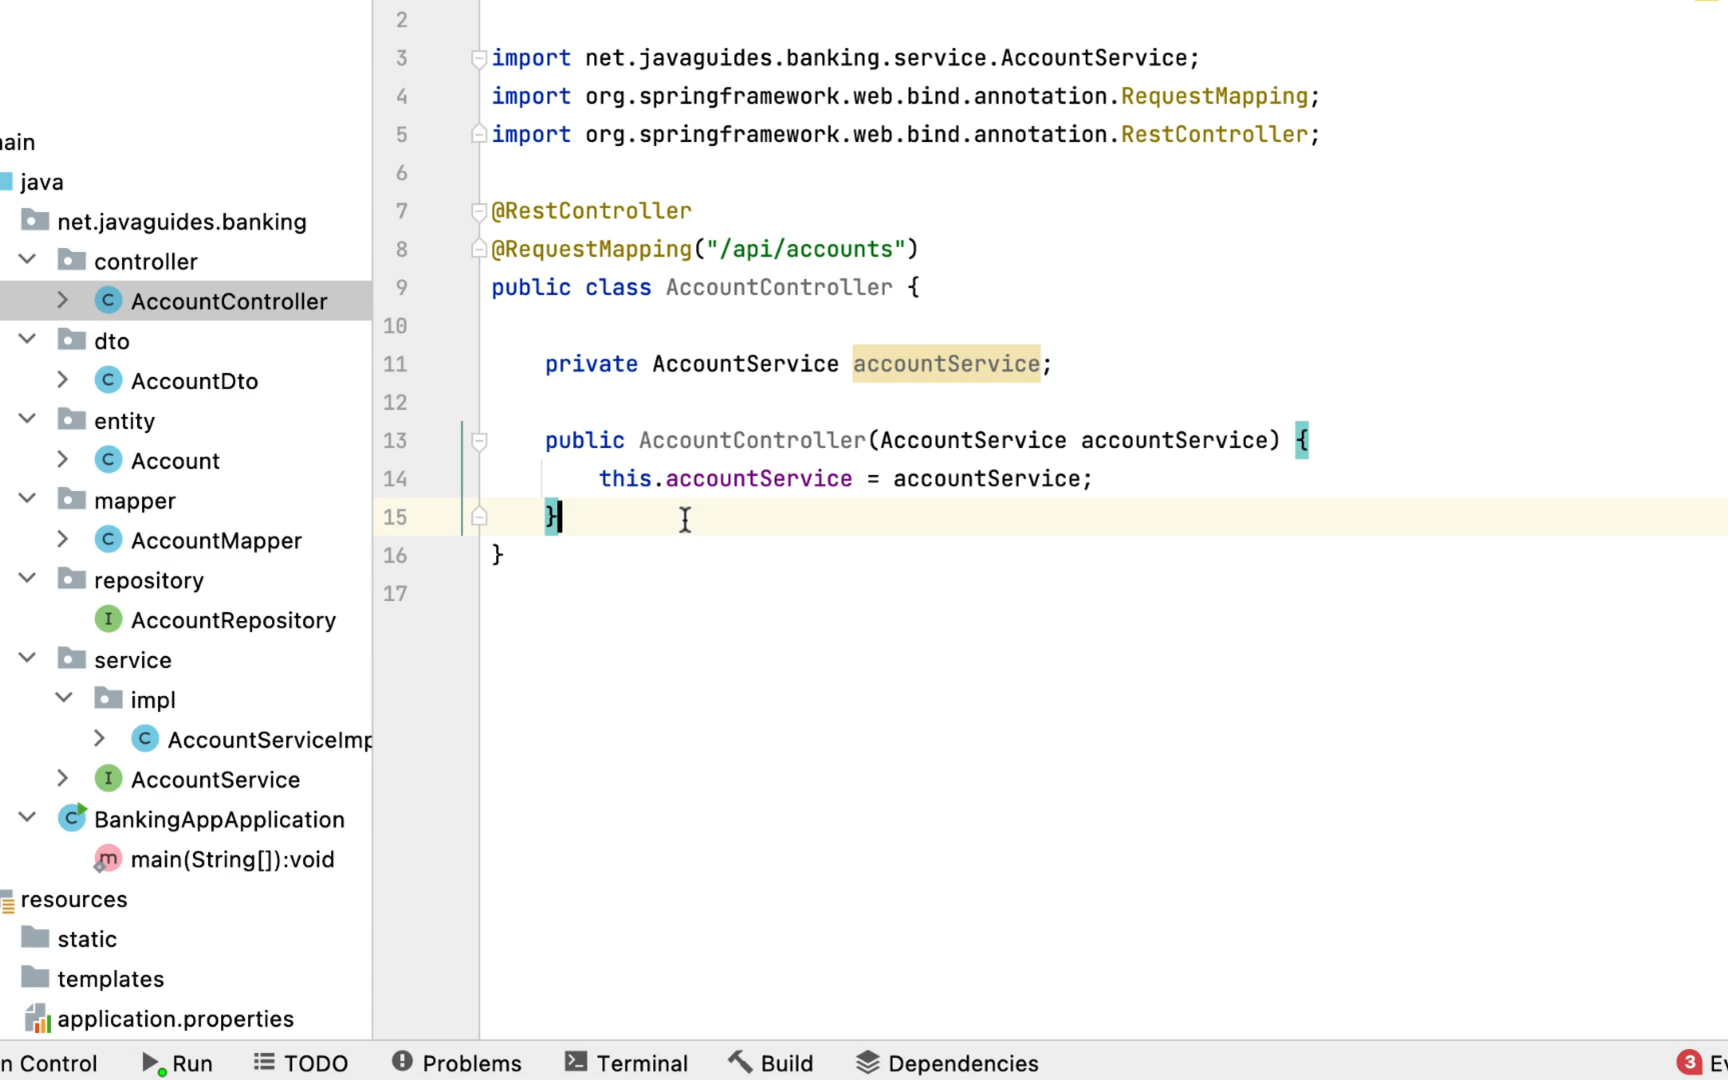 ain
java
net.javaguides.banking
controller
C AccountController
dto
C AccountDto
entity
C Account
mapper
C AccountMapper
repository
I AccountRepository
service
impl
C AccountServiceImp
I AccountService
C BankingAppApplication
m main(String[]):void
resources
static
templates
application.properties
2
3 import net.javaguides.banking.service.AccountService;
4 import org.springframework.web.bind.annotation.RequestMapping;
5 import org.springframework.web.bind.annotation.RestController;
6
7 @RestController
8 @RequestMapping("/api/accounts")
9 public class AccountController {
10
11 private AccountService accountService;
12
13 public AccountController(AccountService accountService) {
14 this.accountService = accountService;
15 }
16 }
17
n Control Run TODO Problems Terminal Build Dependencies 3 Ev